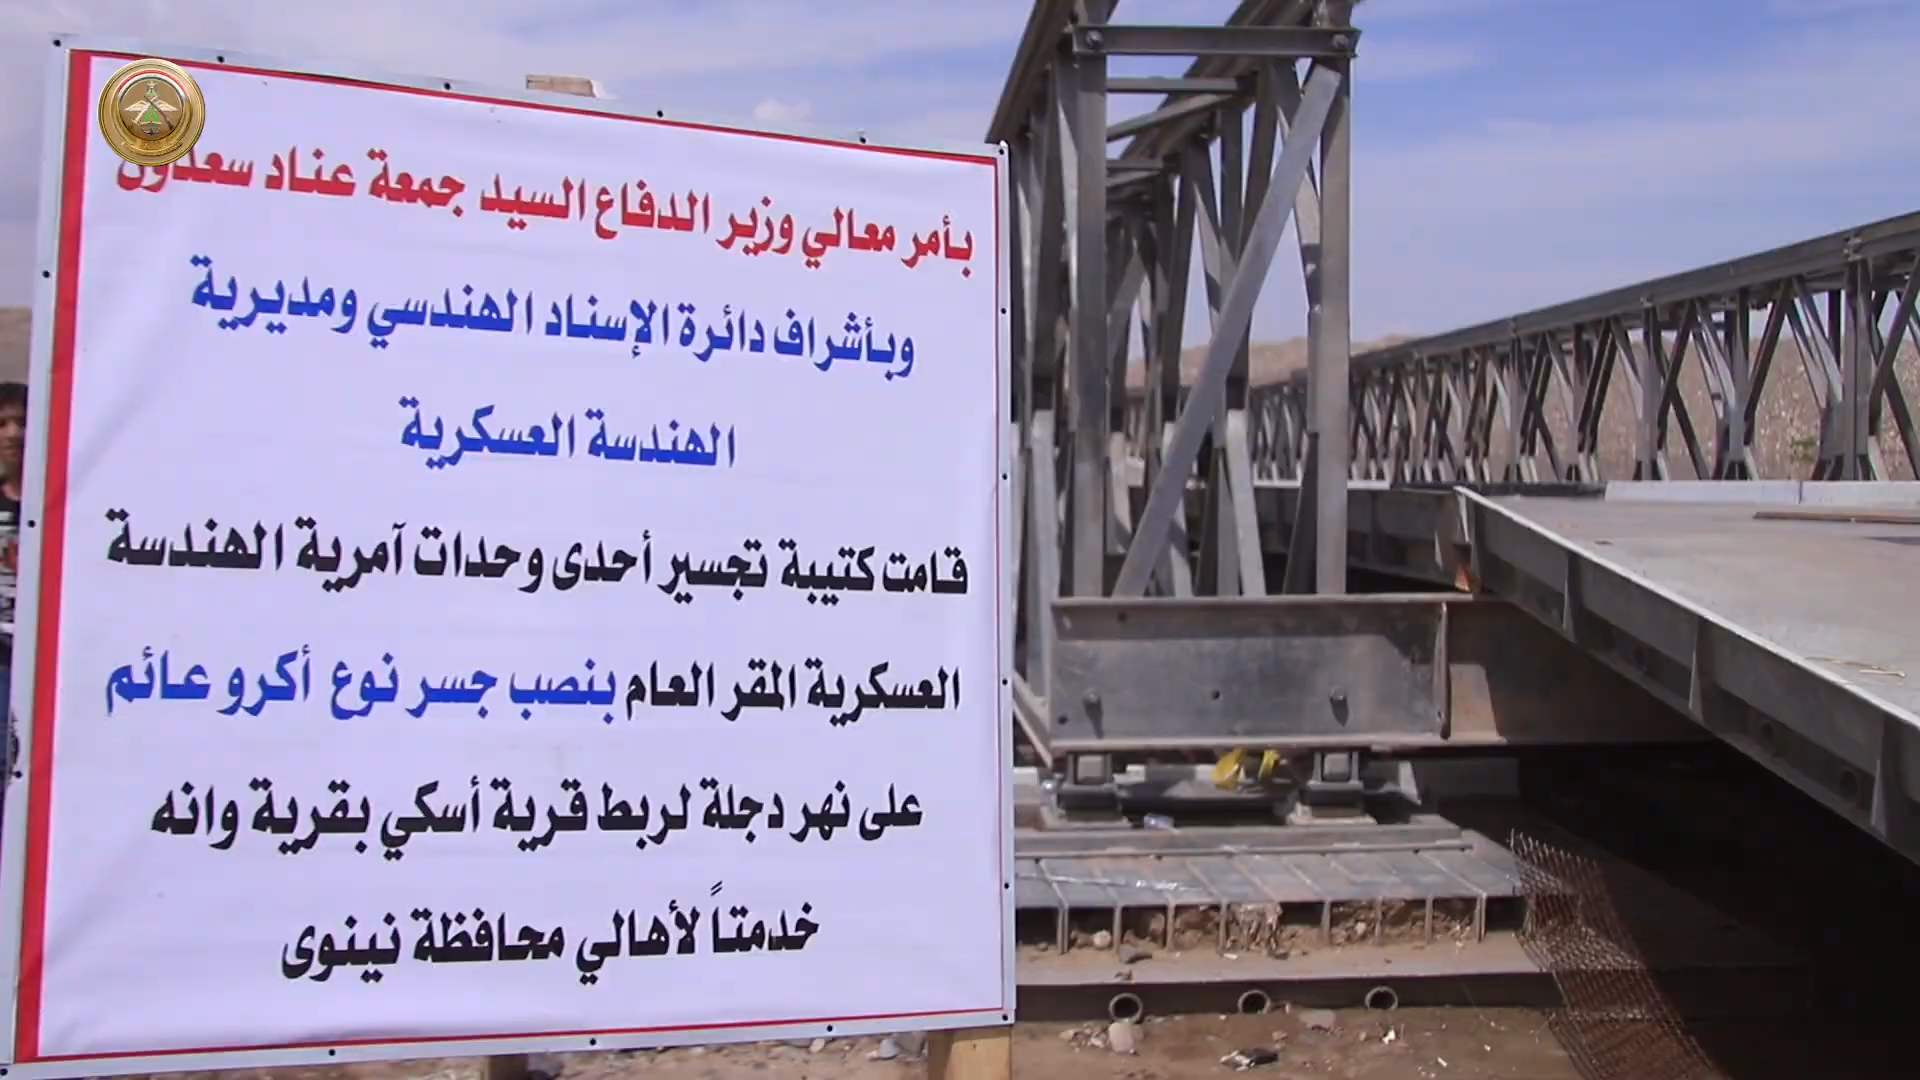 بأمر معالي وزير الدفاع السيد جمعة عناد سعدون
وبأشراف دائرة الإسناد الهندسي ومديرية
الهندسة العسكرية
قامت كتيبة تجسير أحدى وحدات آمرية الهندسة
العسكرية المقر العام بنصب جسر نوع أكرو عائم
على نهر دجلة لربط قرية أسكي بقرية وانه
خدمتاً لأهالي محافظة نينوى